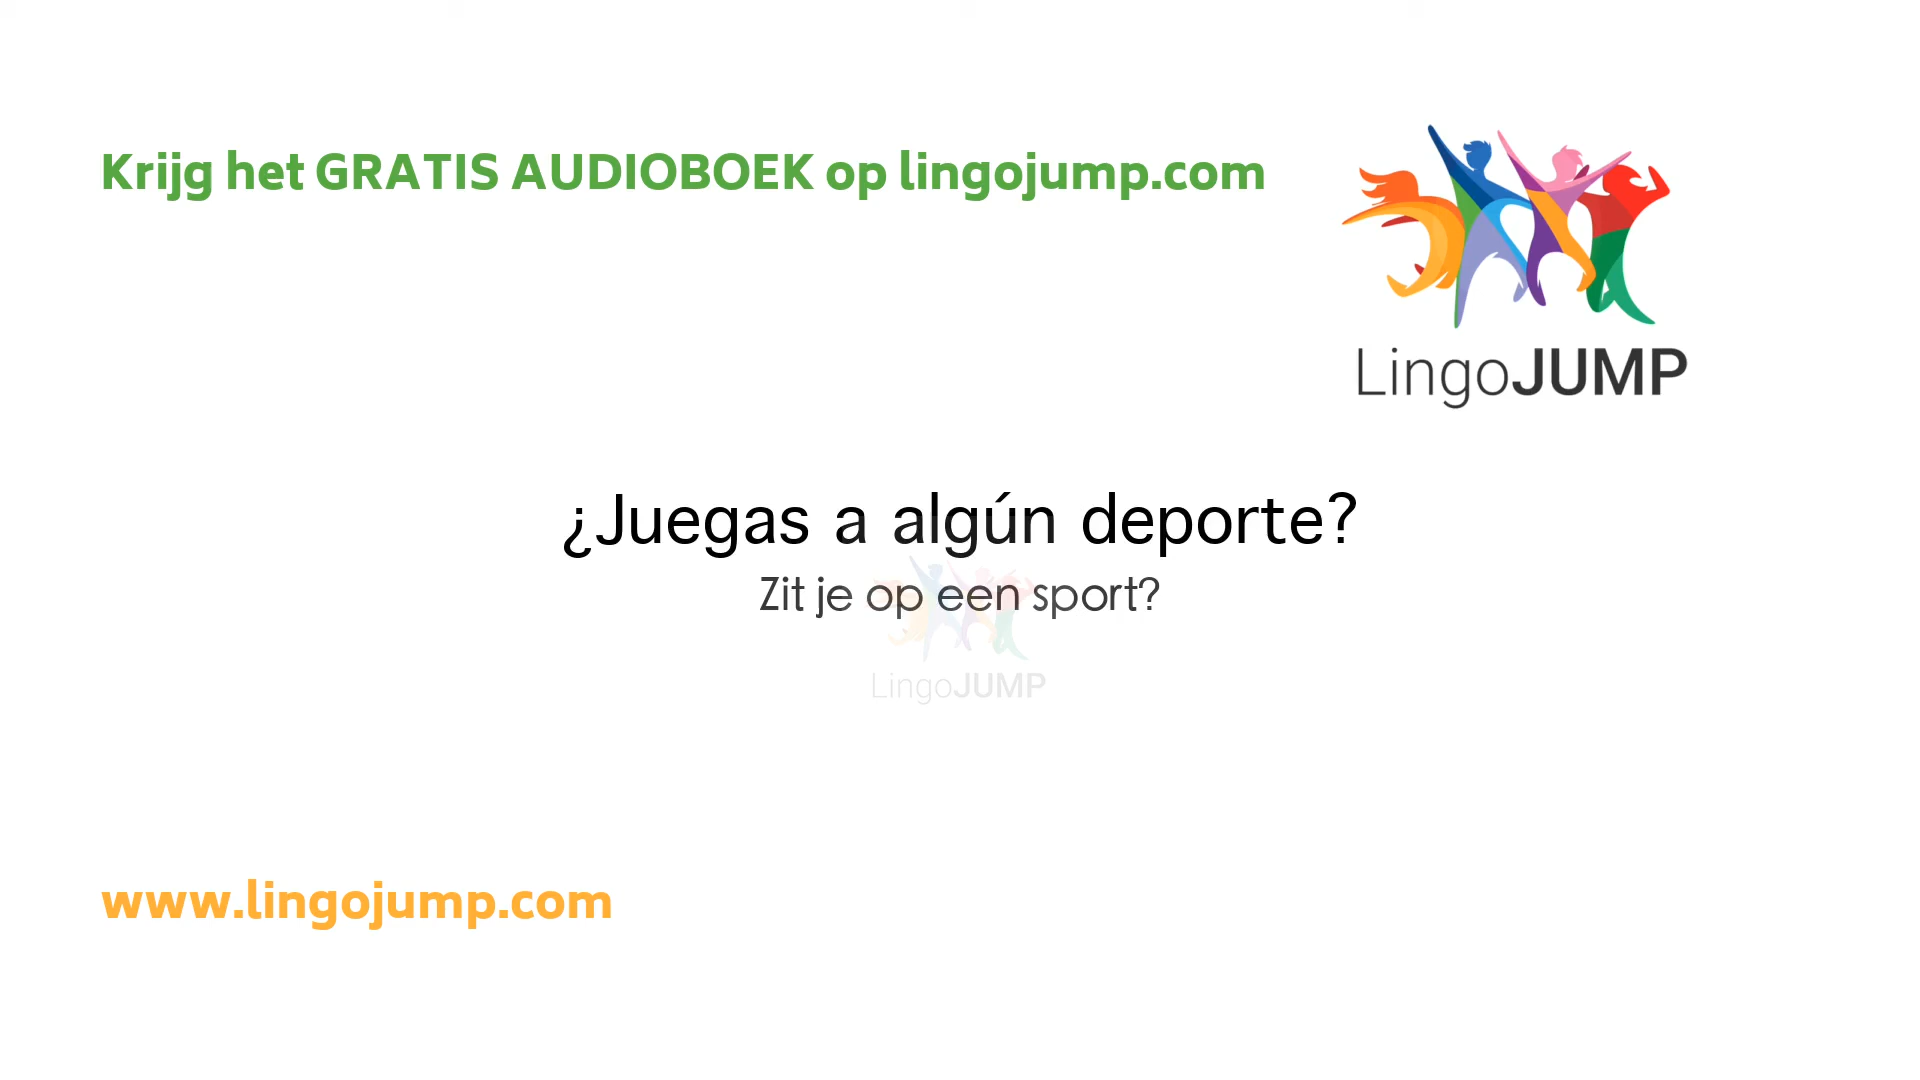 Krijg het GRATIS AUDIOBOEK op lingojump.com
LingoJUMP
¿Juegas a algún deporte?
Zit je op een sport?
LingoJUMP
www.lingojump.com